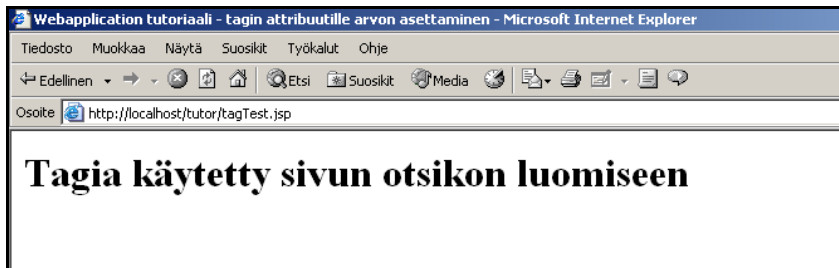 Webapplication tutoriaali - tagin attribuutille arvon asettaminen - Microsoft Internet Explorer
Tiedosto Muokkaa Näytä Suosikit Työkalut Ohje
Edellinen Etsi Suosikit Media
Osoite http://localhost/tutor/tagTest.jsp
Tagia käytetty sivun otsikon luomiseen